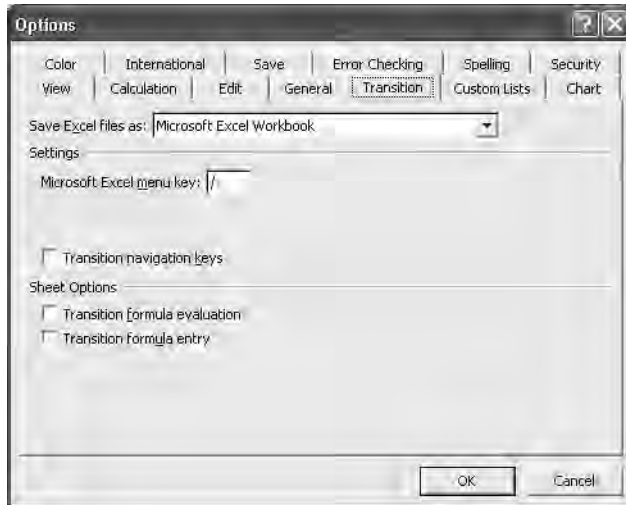 Options
Color International Save Error Checking Spelling Security
View Calculation Edit General Transition Custom Lists Chart
Save Excel files as: Microsoft Excel Workbook
Settings
Microsoft Excel menu key: /
Transition navigation keys
Sheet Options
Transition formula evaluation
Transition formula entry
OK Cancel